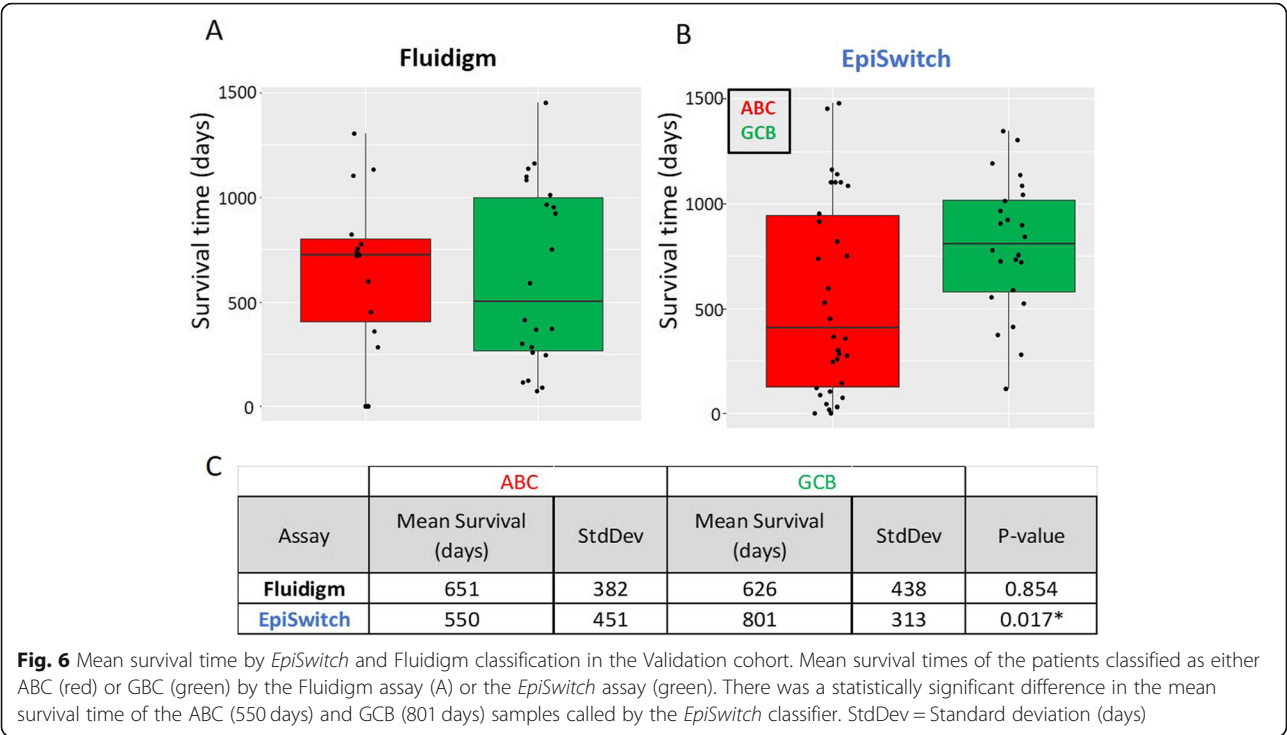 A
Fluidigm
Survival time (days)
1500
1000
500
0
B
EpiSwitch
Survival time (days)
ABC
GCB
1500
1000
500
0
C
ABC GCB
Assay Mean Survival (days) StdDev Mean Survival (days) StdDev P-value
Fluidigm 651 382 626 438 0.854
EpiSwitch 550 451 801 313 0.017*
Fig. 6 Mean survival time by EpiSwitch and Fluidigm classification in the Validation cohort. Mean survival times of the patients classified as either
ABC (red) or GBC (green) by the Fluidigm assay (A) or the EpiSwitch assay (green). There was a statistically significant difference in the mean
survival time of the ABC (550 days) and GCB (801 days) samples called by the EpiSwitch classifier. StdDev = Standard deviation (days)